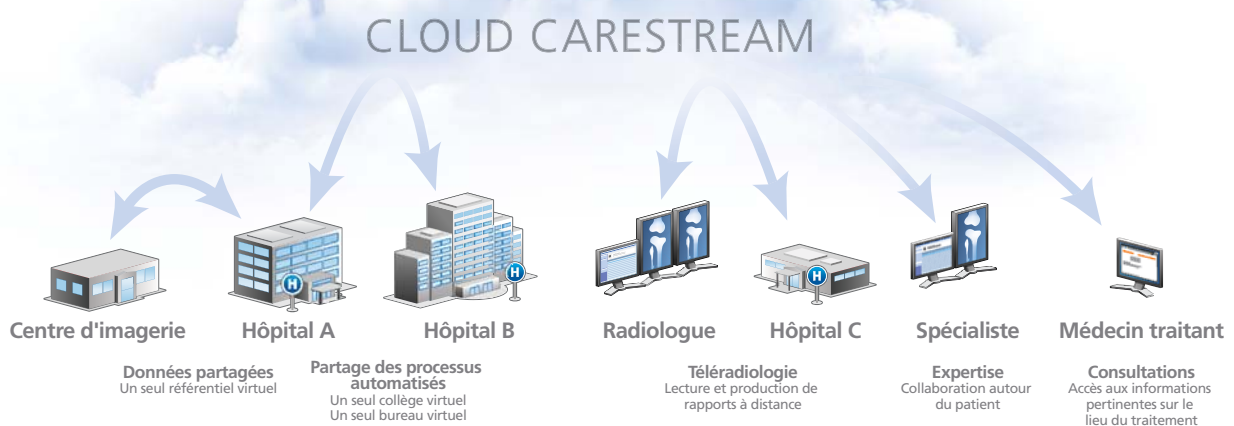 CLOUD CARESTREAM
H
H
H
Centre d'imagerie
Hôpital A
Hôpital B
Radiologue
Hôpital C
Spécialiste
Médecin traitant
Données partagées
Un seul référentiel virtuel
Partage des processus
automatisés
Un seul collège virtuel
Un seul bureau virtuel
Téléradiologie
Lecture et production de
rapports à distance
Expertise
Collaboration autour
du patient
Consultations
Accès aux informations
pertinentes sur le
lieu du traitement